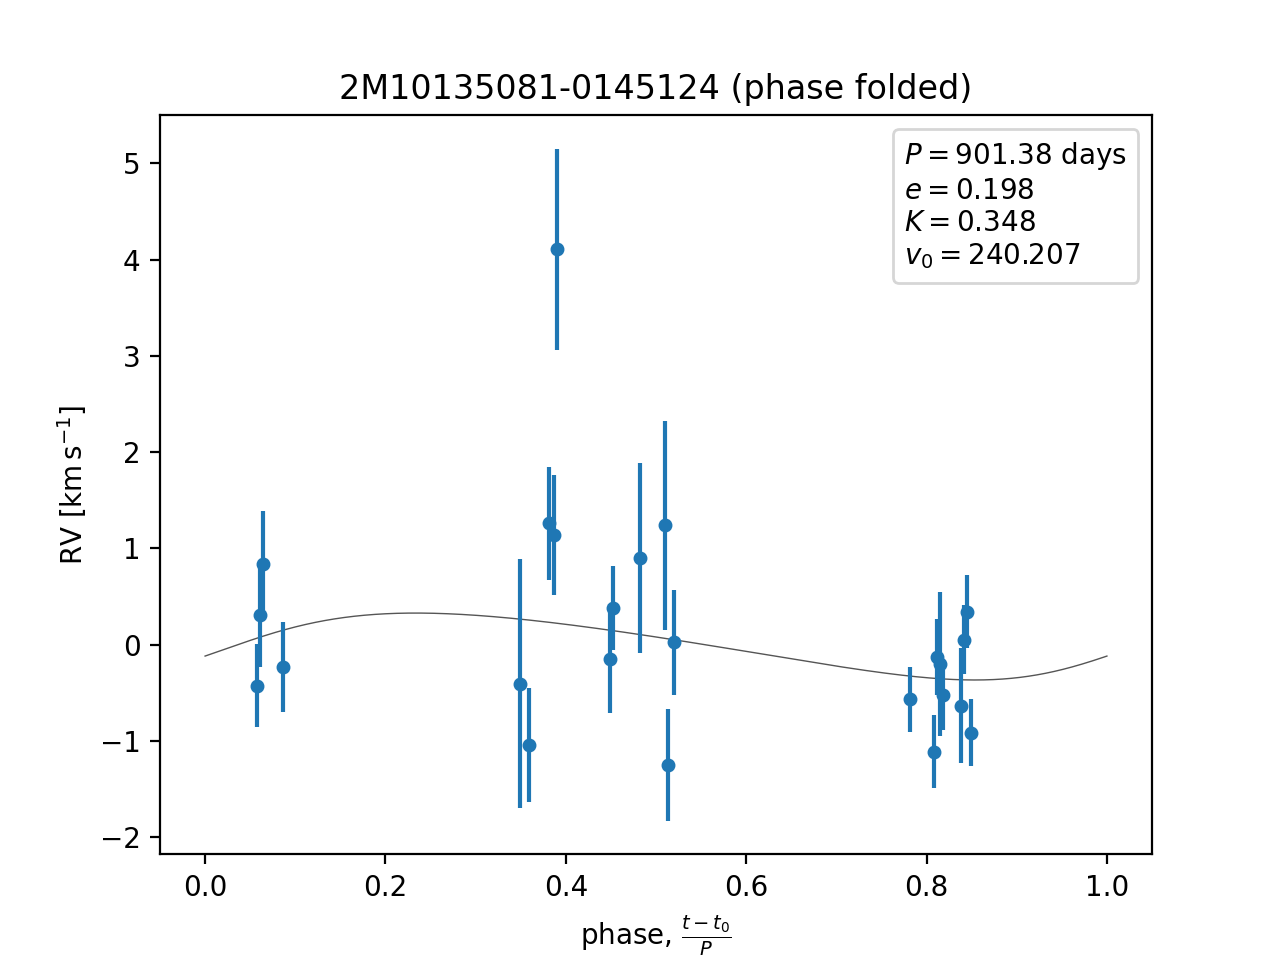 2M10135081-0145124 (phase folded)
P = 901.38 days
e = 0.198
K = 0.348
v₀ = 240.207
5
4
3
2
1
0
−1
−2
RV [km s⁻¹]
0.0 0.2 0.4 0.6 0.8 1.0
phase, (t − t₀)/P